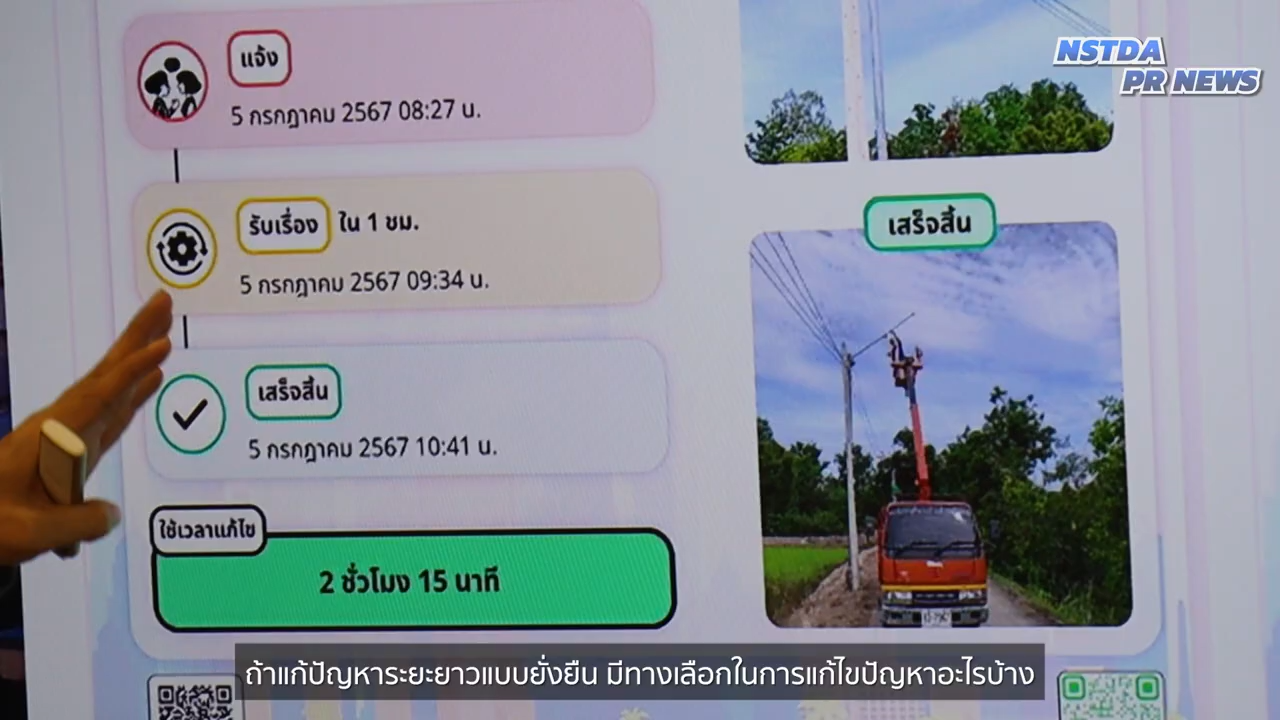 แจ้ง
5 กรกฎาคม 2567 08:27 น.
รับเรื่อง ใน 1 ชม.
5 กรกฎาคม 2567 09:34 น.
เสร็จสิ้น
5 กรกฎาคม 2567 10:41 น.
ใช้เวลาแก้ไข
2 ชั่วโมง 15 นาที
NSTDA
PR NEWS
เสร็จสิ้น
ถ้าแก้ปัญหาระยะยาวแบบยั่งยืน มีทางเลือกในการแก้ไขปัญหาอะไรบ้าง